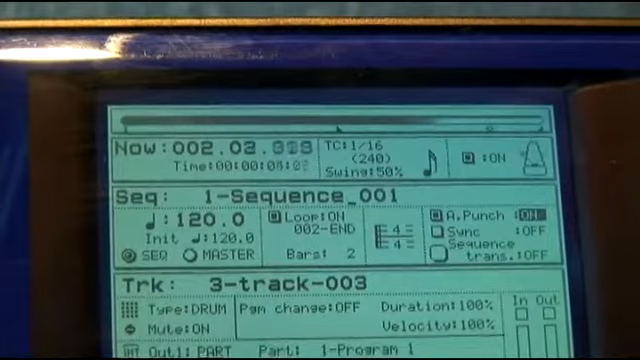 Now:002.02.
TC:1/16
(240)
Swing:50%
:ON
Time:00:00:0
Seq: 1-Sequence_001
♩:120.0
Init ♩:120.0
SEQ MASTER
Loop:ON
002-END
Bars: 2
4
4
A.Punch :ON
Sync :OFF
Sequence
trans.:OFF
Trk: 3-track-003
Type:DRUM
Mute:ON
Pgm change:OFF
Duration:100%
Velocity:100%
In Out
Out1: PART Part: 1-Program 1